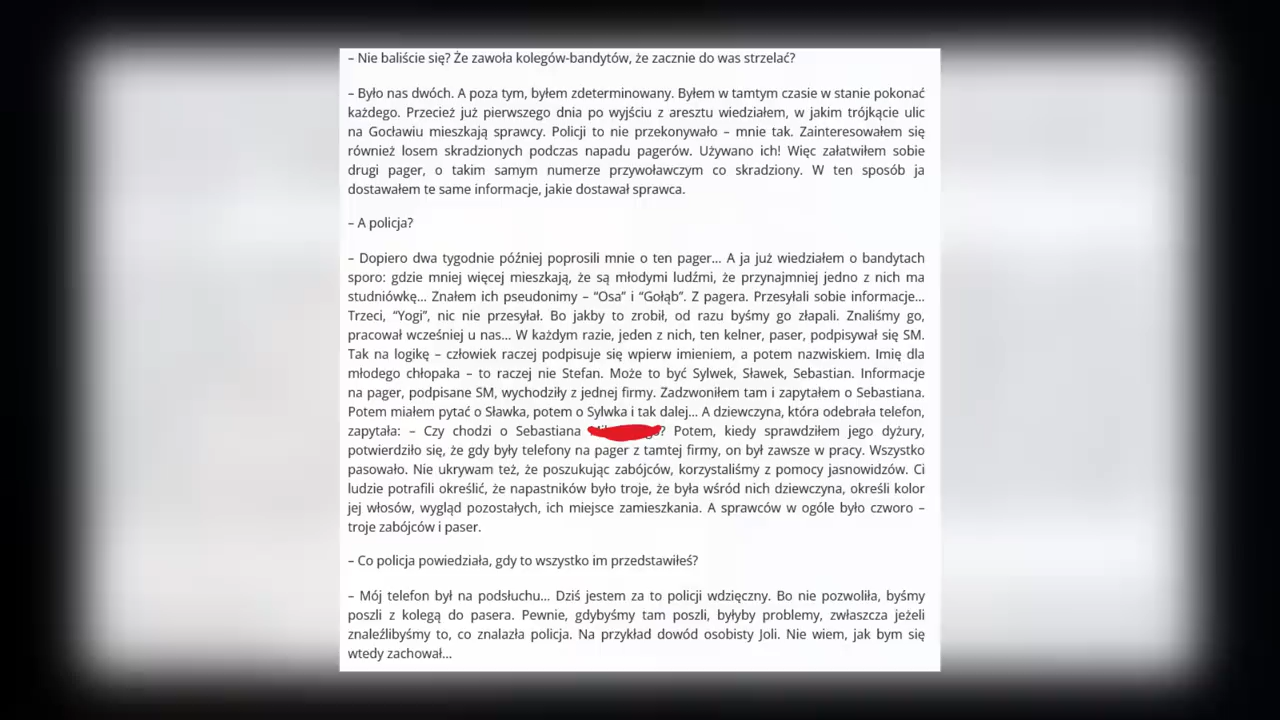 – Nie baliście się? Że zawoła kolegów-bandytów, że zacznie do was strzelać?
– Było nas dwóch. A poza tym, byłem zdeterminowany. Byłem w tamtym czasie w stanie pokonać
każdego. Przecież już pierwszego dnia po wyjściu z aresztu wiedziałem, w jakim trójkącie ulic
na Gocławiu mieszkają sprawcy. Policji to nie przekonywało – mnie tak. Zainteresowałem się
również losem skradzionych podczas napadu pagerów. Używano ich! Więc załatwiłem sobie
drugi pager, o takim samym numerze przywoławczym co skradziony. W ten sposób ja
dostawałem te same informacje, jakie dostawał sprawca.
– A policja?
– Dopiero dwa tygodnie później poprosili mnie o ten pager... A ja już wiedziałem o bandytach
sporo: gdzie mniej więcej mieszkają, że są młodymi ludźmi, że przynajmniej jedno z nich ma
studniówkę... Znałem ich pseudonimy – “Osa” i “Gołąb”. Z pagera. Przesyłali sobie informacje...
Trzeci, “Yogi”, nic nie przesyłał. Bo jakby to zrobił, od razu byśmy go złapali. Znaliśmy go,
pracował wcześniej u nas... W każdym razie, jeden z nich, ten kelner, paser, podpisywał się SM.
Tak na logikę – człowiek raczej podpisuje się wpierw imieniem, a potem nazwiskiem. Imię dla
młodego chłopaka – to raczej nie Stefan. Może to być Sylwek, Sławek, Sebastian. Informacje
na pager, podpisane SM, wychodziły z jednej firmy. Zadzwoniłem tam i zapytałem o Sebastiana.
Potem miałem pytać o Sławka, potem o Sylwka i tak dalej... A dziewczyna, która odebrała telefon,
zapytała: – Czy chodzi o Sebastiana ? Potem, kiedy sprawdziłem jego dyżury,
potwierdziło się, że gdy były telefony na pager z tamtej firmy, on był zawsze w pracy. Wszystko
pasowało. Nie ukrywam też, że poszukując zabójców, korzystaliśmy z pomocy jasnowidzów. Ci
ludzie potrafili określić, że napastników było troje, że była wśród nich dziewczyna, określi kolor
jej włosów, wygląd pozostałych, ich miejsce zamieszkania. A sprawców w ogóle było czworo –
troje zabójców i paser.
– Co policja powiedziała, gdy to wszystko im przedstawiłeś?
– Mój telefon był na podsłuchu... Dziś jestem za to policji wdzięczny. Bo nie pozwoliła, byśmy
poszli z kolegą do pasera. Pewnie, gdybyśmy tam poszli, byłyby problemy, zwłaszcza jeżeli
znaleźlibyśmy to, co znalazła policja. Na przykład dowód osobisty Joli. Nie wiem, jak bym się
wtedy zachował...